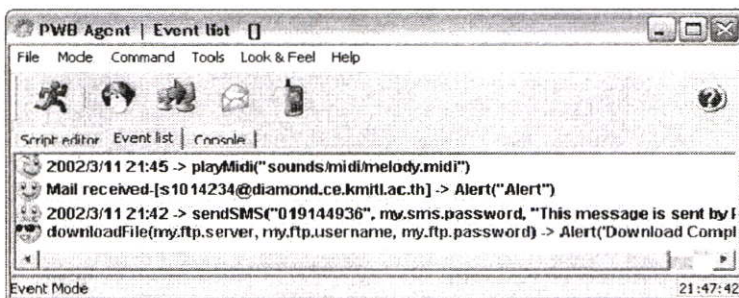 PWB Agent | Event list []
File Mode Command Tools Look & Feel Help
Script editor Event list Console
2002/3/11 21:45 -> playMidi("sounds/midi/melody.midi")
Mail received-[s1014234@diamond.ce.kmitl.ac.th] -> Alert("Alert")
2002/3/11 21:42 -> sendSMS("019144936", my.sms.password, "This message is sent by
downloadFile(my.ftp.server, my.ftp.username, my.ftp.password) -> Alert('Download Compl
Event Mode 21:47:42